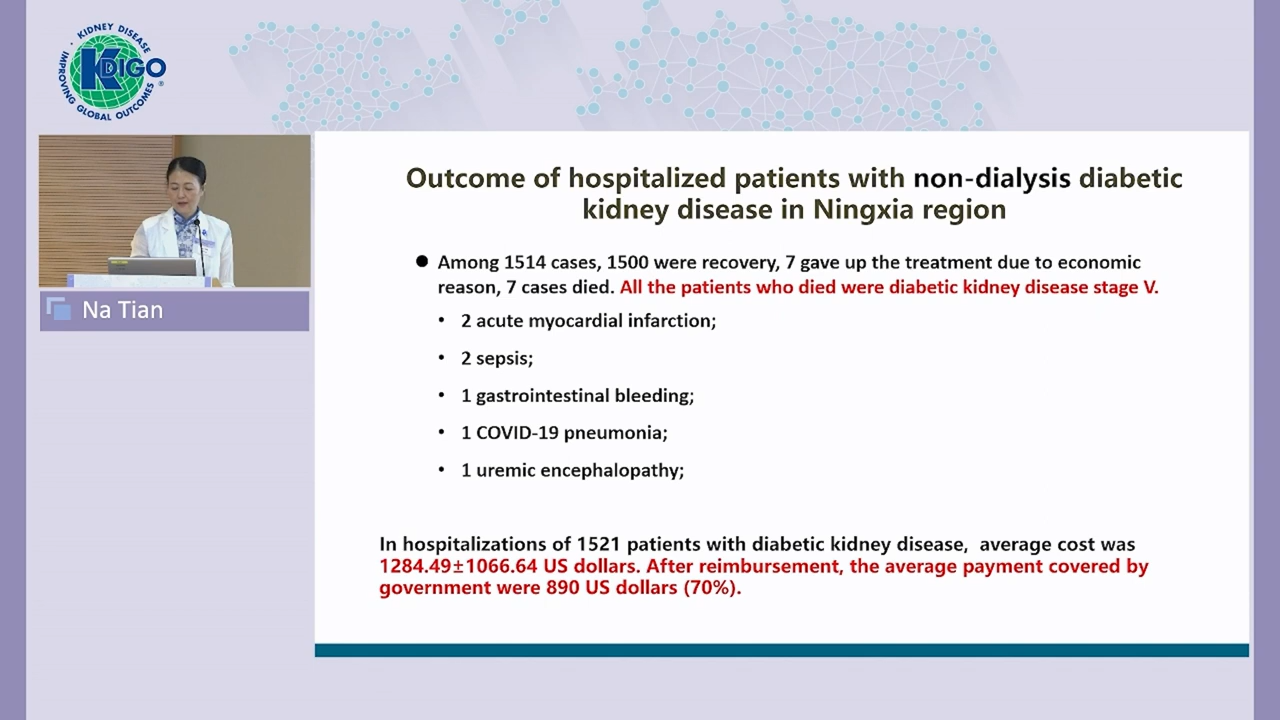 KIDNEY DISEASE
IMPROVING GLOBAL OUTCOMES
KDIGO
®
Na Tian
Outcome of hospitalized patients with non-dialysis diabetic
kidney disease in Ningxia region
● Among 1514 cases, 1500 were recovery, 7 gave up the treatment due to economic
reason, 7 cases died. All the patients who died were diabetic kidney disease stage V.
• 2 acute myocardial infarction;
• 2 sepsis;
• 1 gastrointestinal bleeding;
• 1 COVID-19 pneumonia;
• 1 uremic encephalopathy;
In hospitalizations of 1521 patients with diabetic kidney disease, average cost was
1284.49±1066.64 US dollars. After reimbursement, the average payment covered by
government were 890 US dollars (70%).